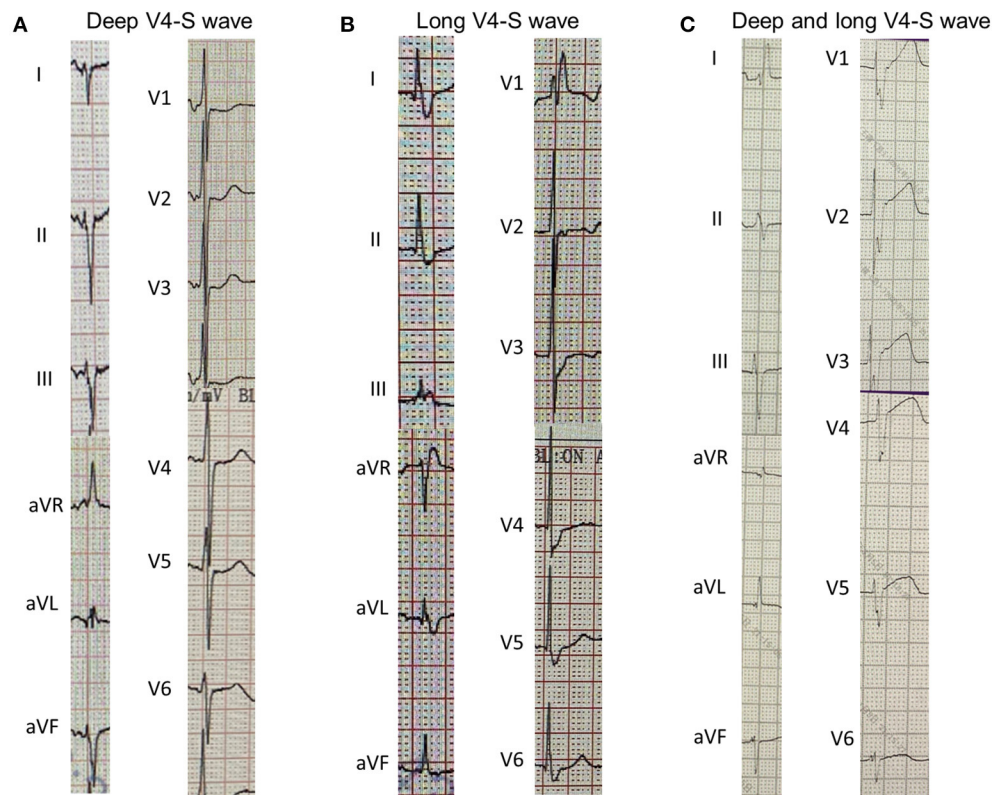 A Deep V4-S wave
I
II
III
aVR
aVL
aVF
V1
V2
V3
V4
V5
V6
B Long V4-S wave
I
II
III
aVR
aVL
aVF
V1
V2
V3
V4
V5
V6
C Deep and long V4-S wave
I
II
III
aVR
aVL
aVF
V1
V2
V3
V4
V5
V6